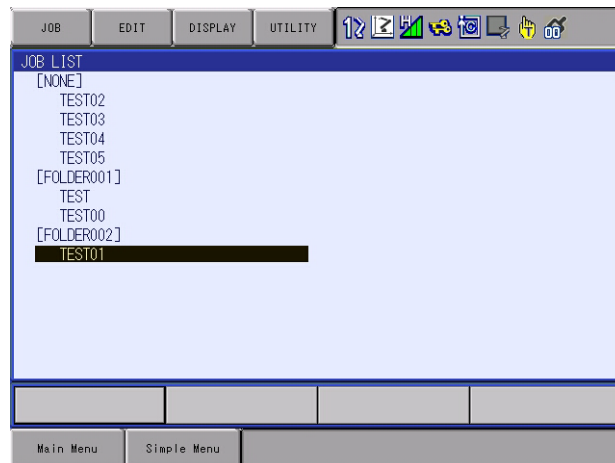 JOB EDIT DISPLAY UTILITY
JOB LIST
[NONE]
TEST02
TEST03
TEST04
TEST05
[FOLDER001]
TEST
TEST00
[FOLDER002]
TEST01
Main Menu Simple Menu